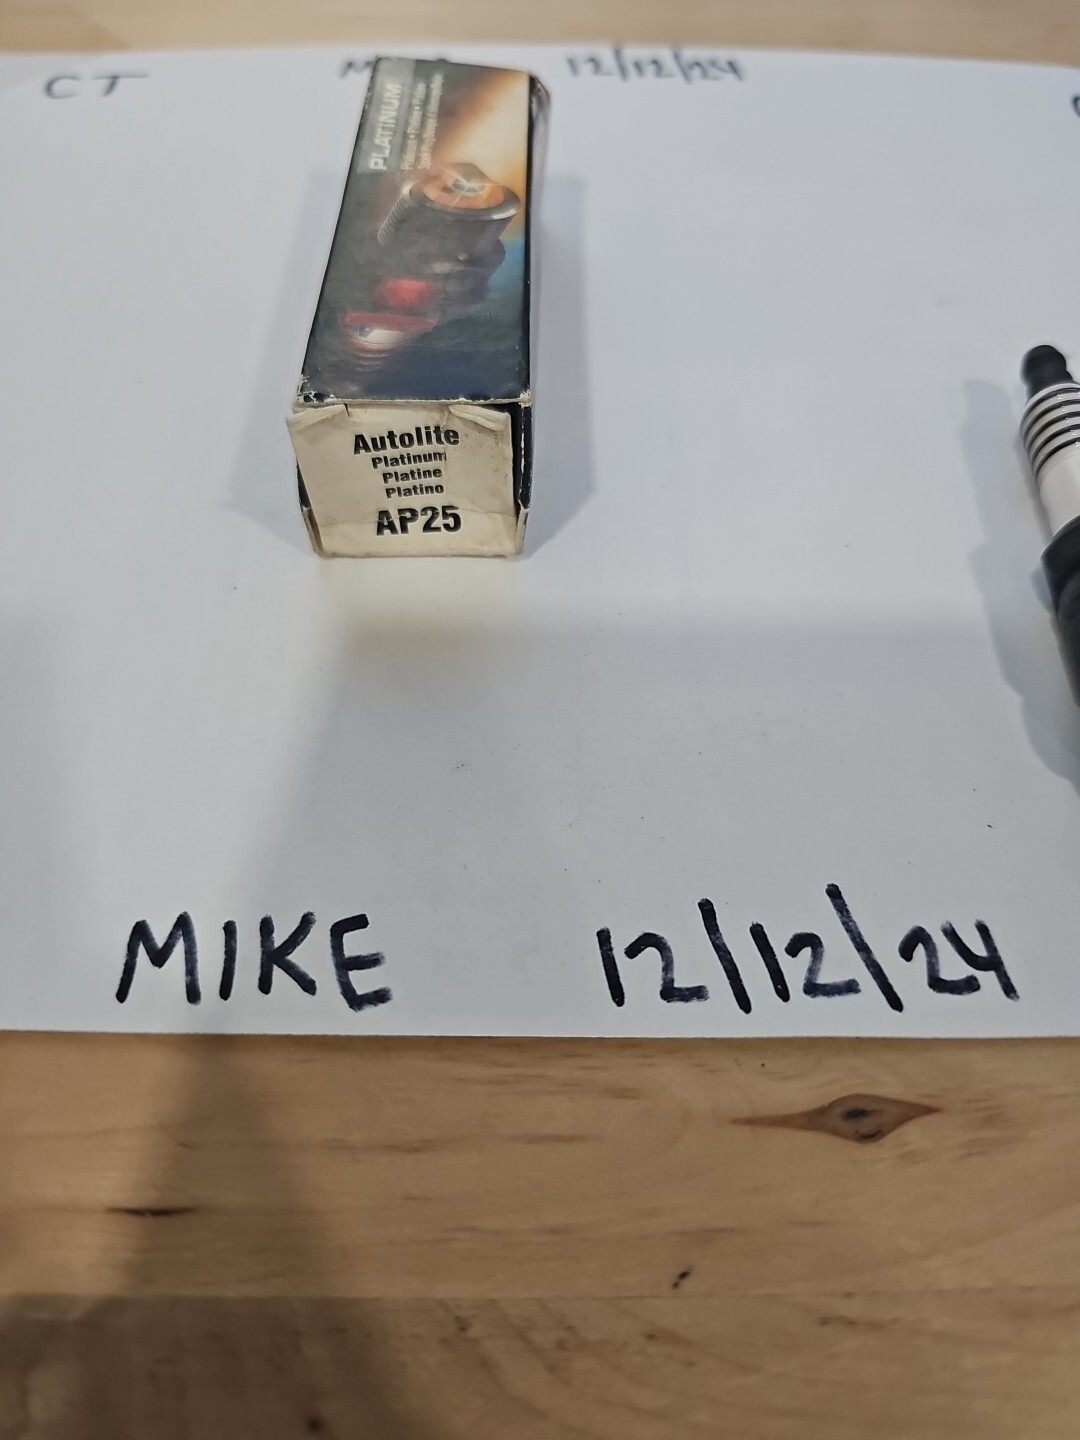 CT
12/12/24
PLATINUM
Autolite
Platinum
Platine
Platino
AP25
MIKE 12/12/24